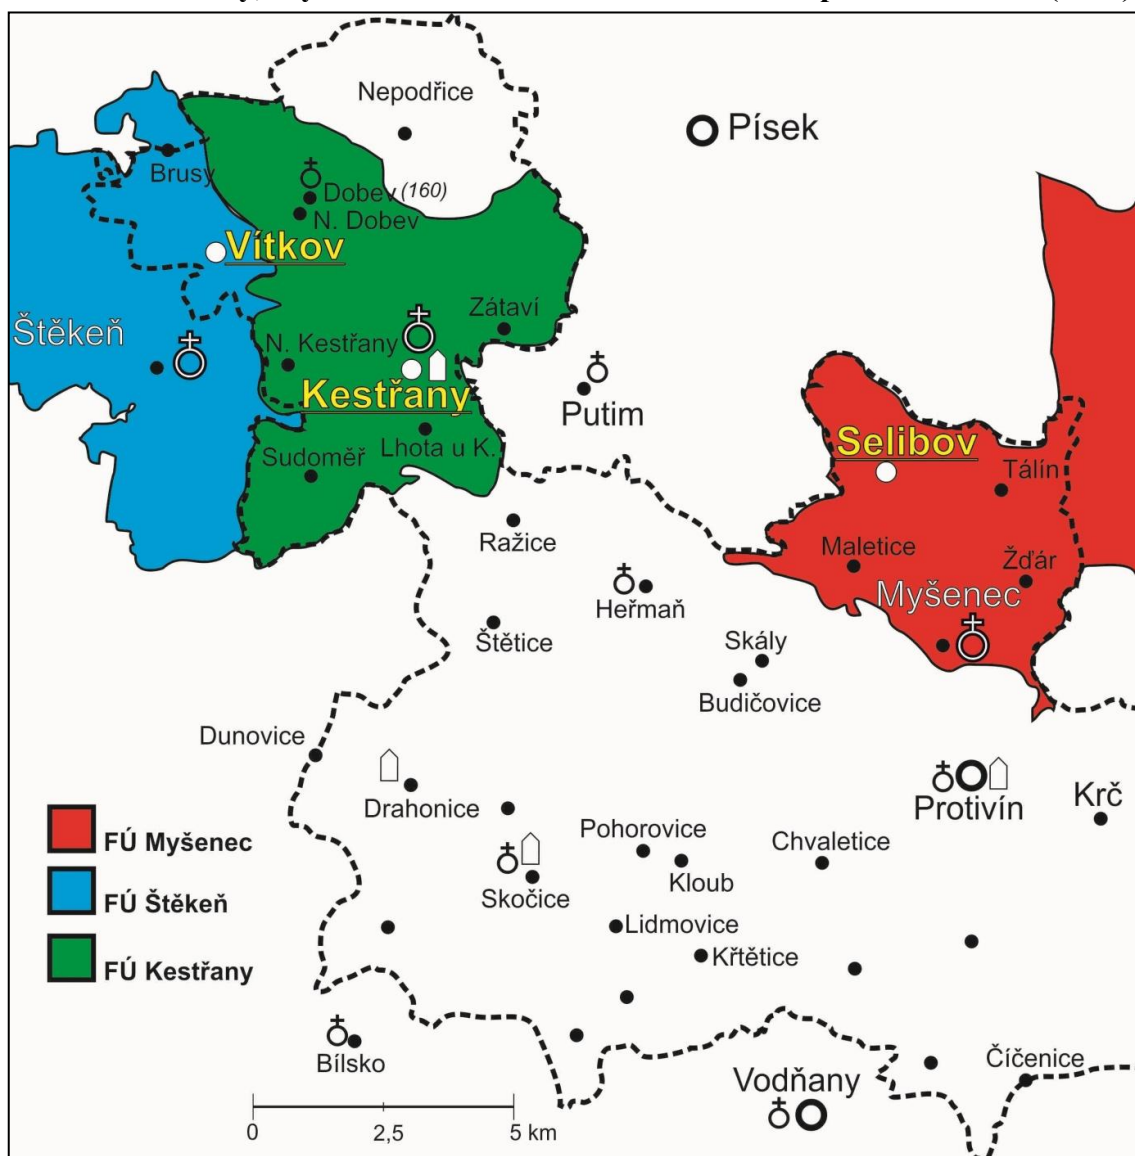 Nepodřice
Písek
Brusy
Dobev (160)
N. Dobev
Vítkov
Štěkeň
Zátaví
N. Kestřany
Kestřany
Putim
Selibov
Lhota u K.
Sudoměř
Tálín
Ražice
Maletice
Žďár
Heřmaň
Myšenec
Štětice
Skály
Budičovice
Dunovice
Drahonice
Protivín
Krč
Pohorovice
Chvaletice
FÚ Myšenec
Kloub
Skočice
FÚ Štěkeň
Lidmovice
Křtětice
FÚ Kestřany
Bílsko
Číčenice
Vodňany
0 2,5 5 km